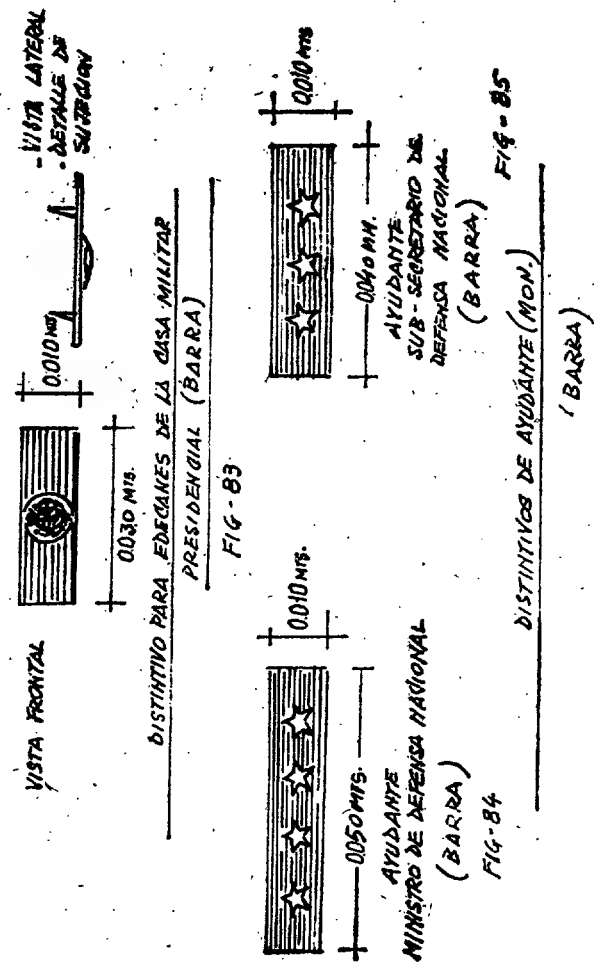 VISTA FRONTAL
0.030 MTS.
0.010 MTS
- VISTA LATERAL
- DETALLE DE
SUJECION
DISTINTIVO PARA EDECANES DE LA CASA MILITAR
PRESIDENCIAL (BARRA)
FIG-83
0.050 MTS.
0.010 MTS.
AYUDANTE
MINISTRO DE DEFENSA NACIONAL
(BARRA)
FIG-84
0.040 MM.
0.010 MTS
AYUDANTE
SUB-SECRETARIO DE
DEFENSA NACIONAL
(BARRA)
FIG-85
DISTINTIVOS DE AYUDANTE (MON.)
(BARRA)